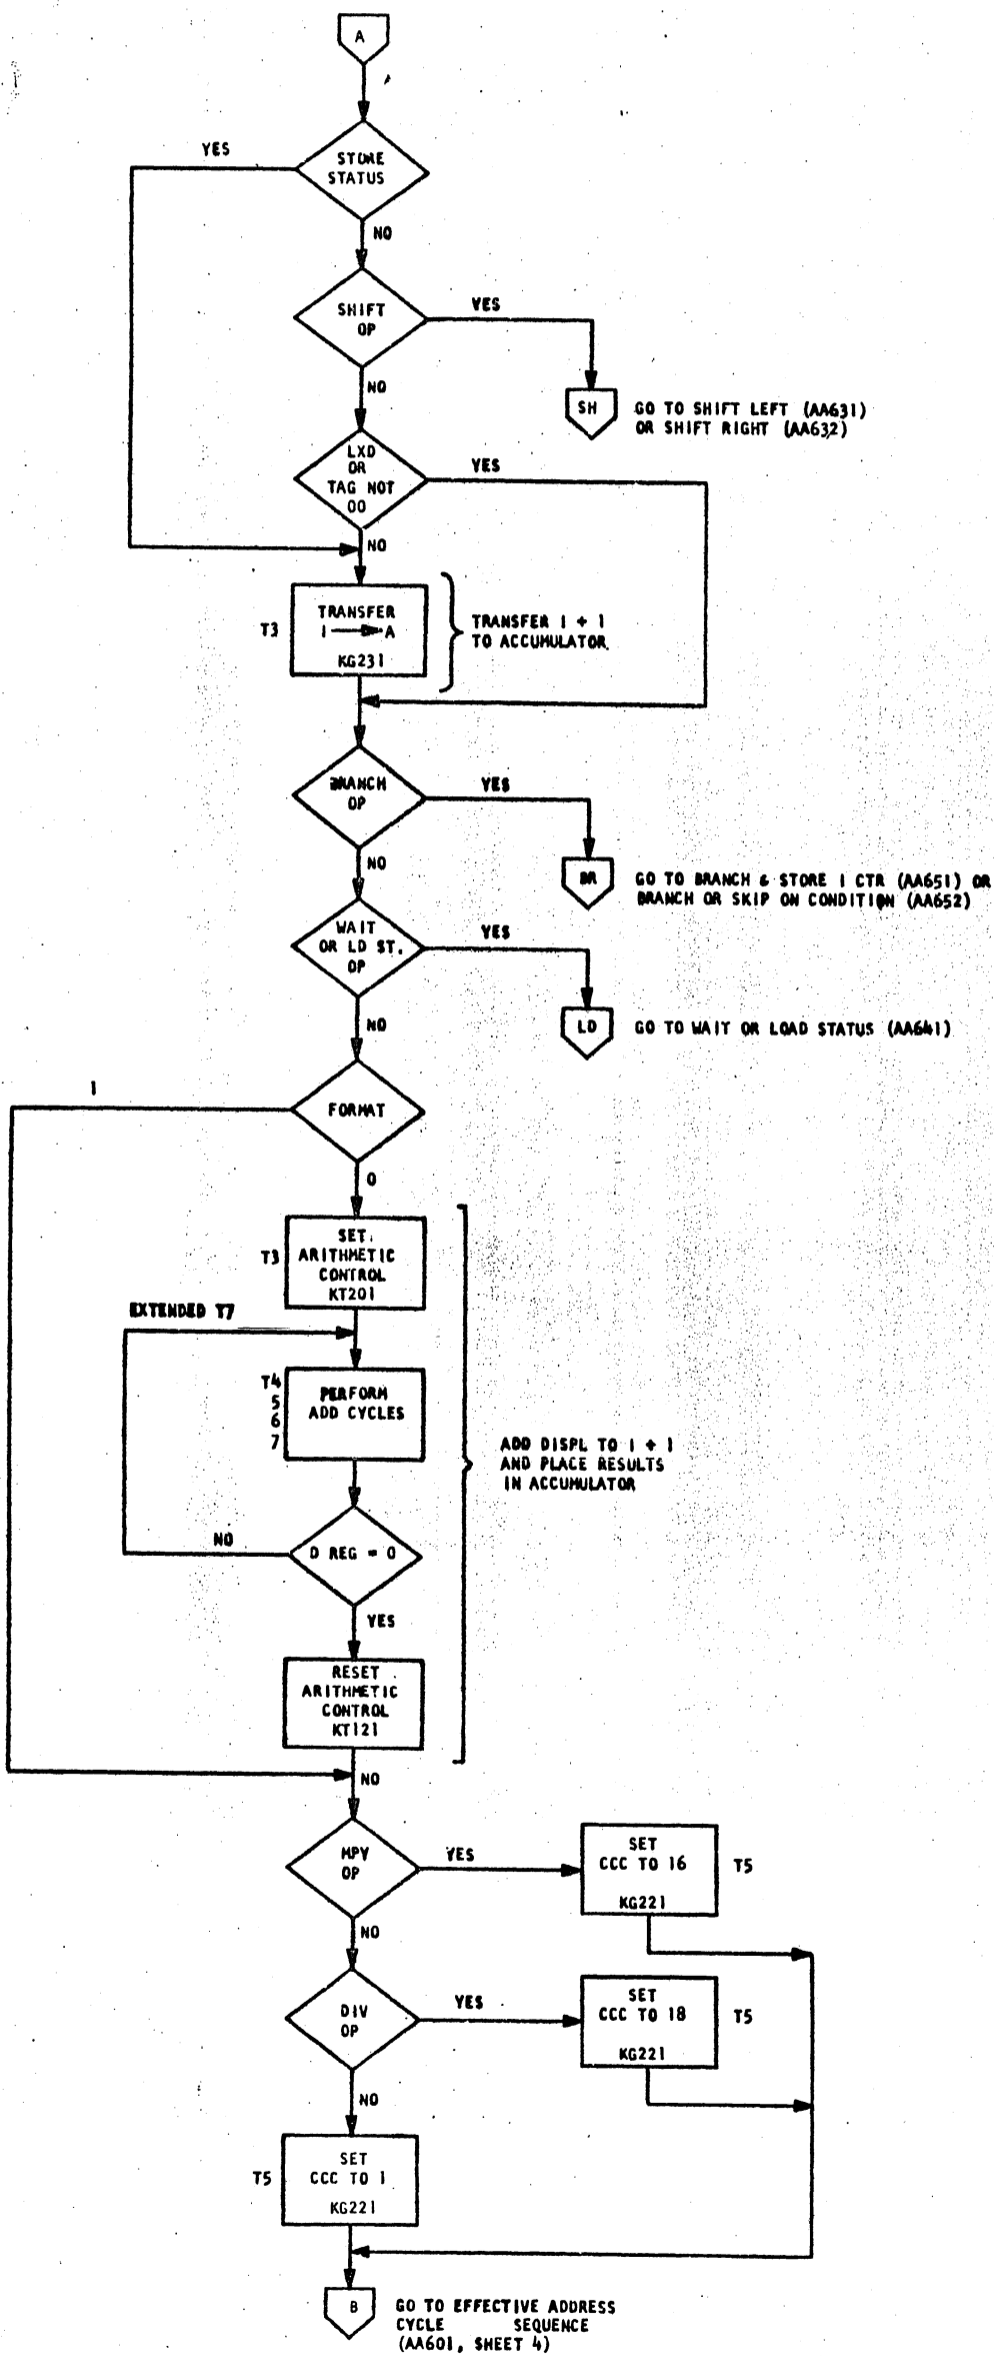 A
STORE
STATUS
YES
NO
SHIFT
OP
YES
NO
SH
GO TO SHIFT LEFT (AA631)
OR SHIFT RIGHT (AA632)
LXD
OR
TAG NOT
00
YES
NO
T3
TRANSFER
I A
KG231
TRANSFER I + 1
TO ACCUMULATOR
BRANCH
OP
YES
NO
BR
GO TO BRANCH & STORE I CTR (AA651) OR
BRANCH OR SKIP ON CONDITION (AA652)
WAIT
OR LD ST.
OP
YES
NO
LD
GO TO WAIT OR LOAD STATUS (AA641)
FORMAT
1
0
T3
SET
ARITHMETIC
CONTROL
KT201
EXTENDED T7
T4
5
6
7
PERFORM
ADD CYCLES
ADD DISPL TO I + 1
AND PLACE RESULTS
IN ACCUMULATOR
D REG = 0
NO
YES
RESET
ARITHMETIC
CONTROL
KT121
NO
MPY
OP
YES
NO
SET
CCC TO 16
KG221
T5
DIV
OP
YES
NO
SET
CCC TO 18
KG221
T5
T5
SET
CCC TO 1
KG221
B
GO TO EFFECTIVE ADDRESS
CYCLE SEQUENCE
(AA601, SHEET 4)